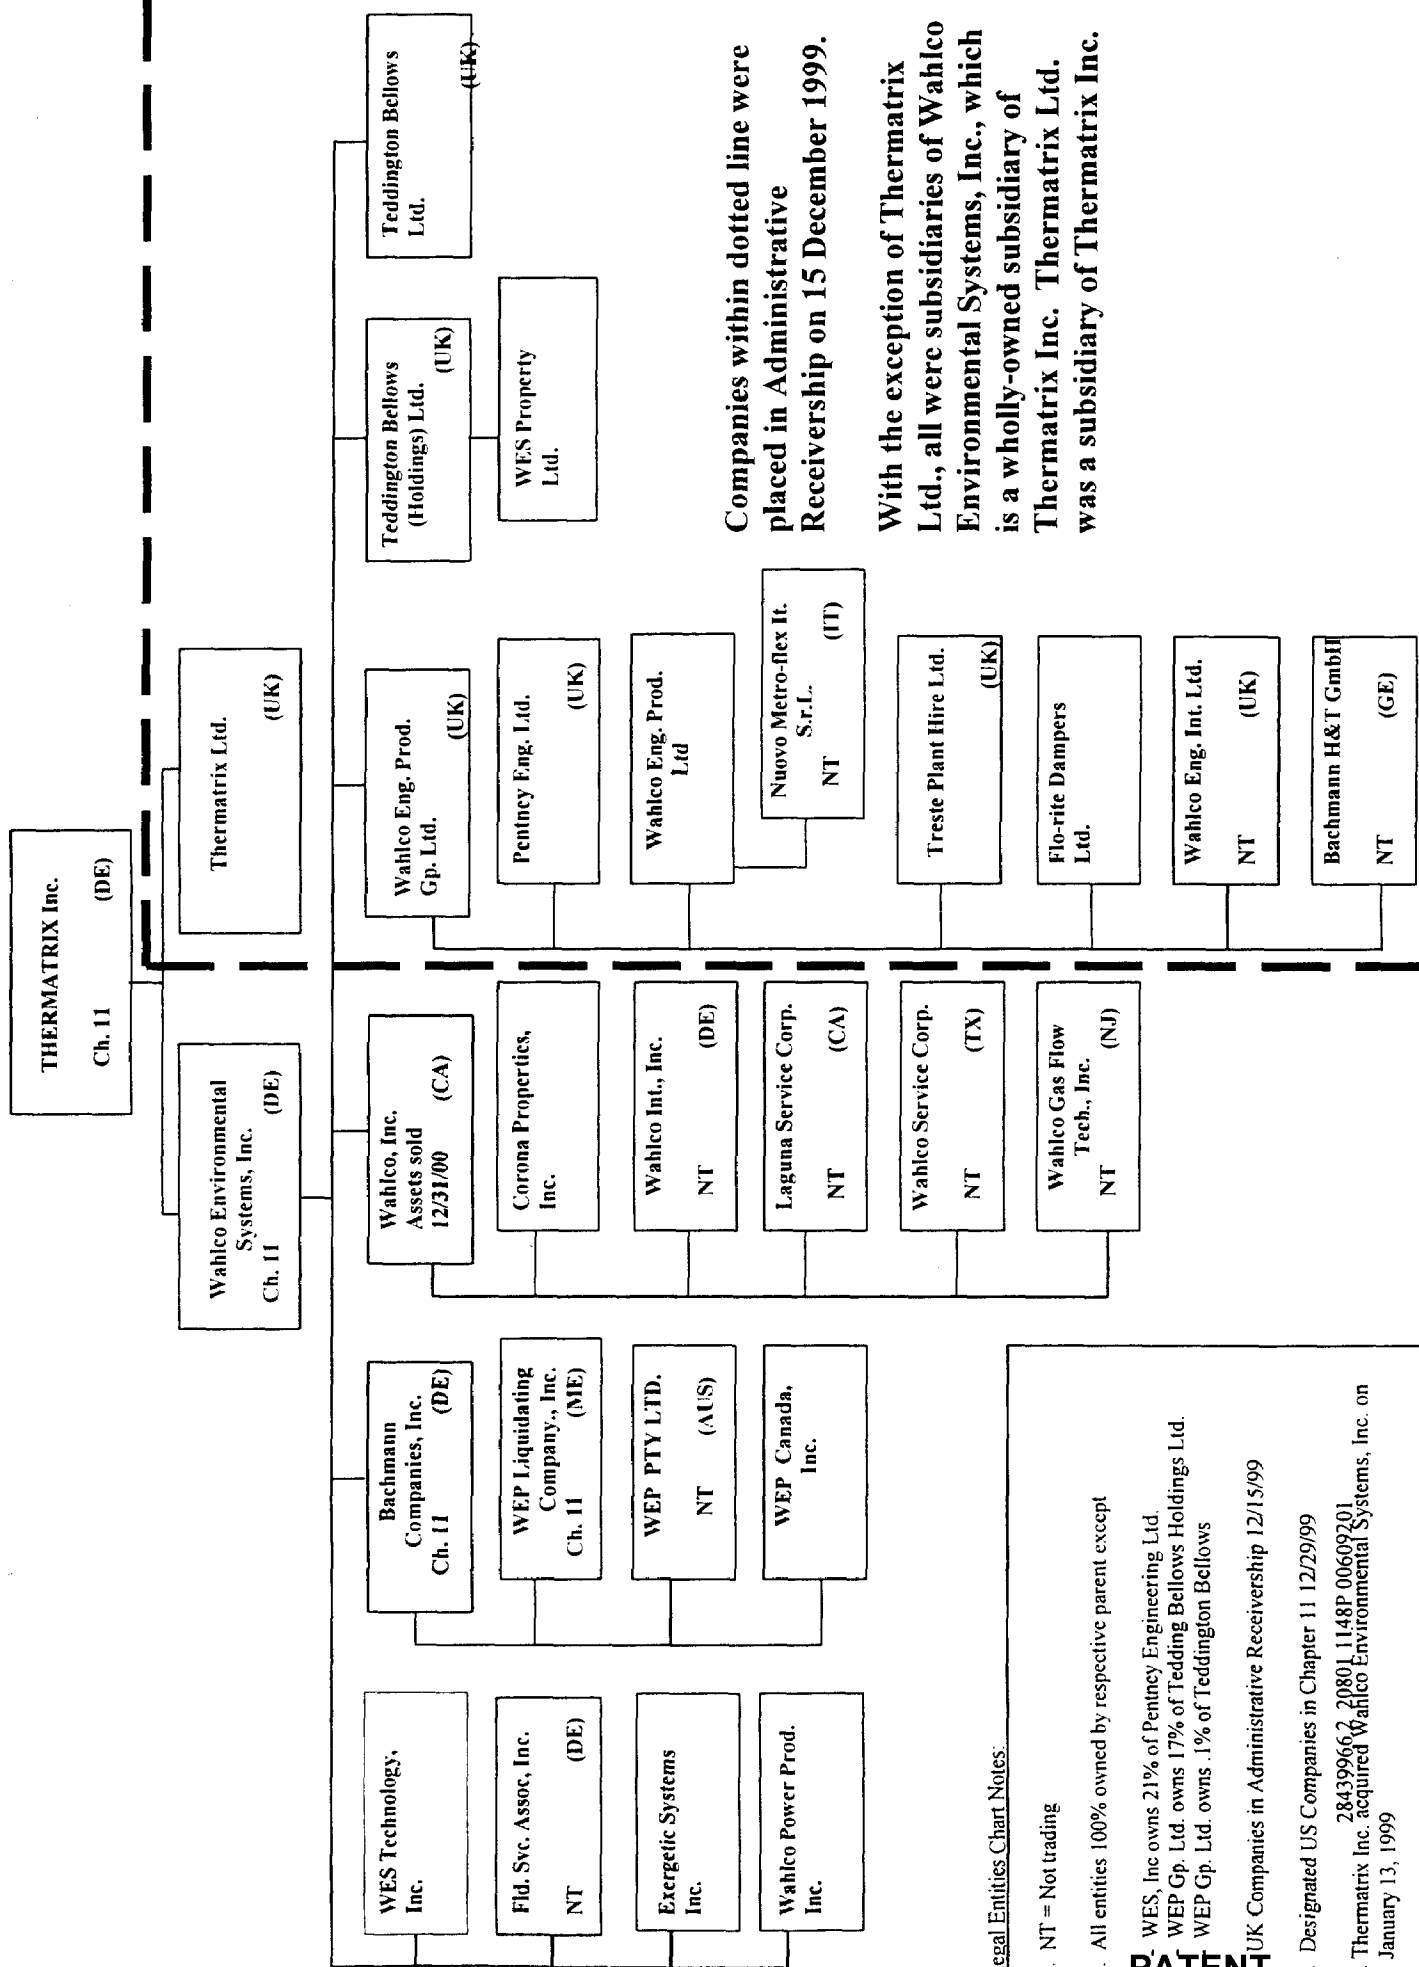 THERMATRIX Inc.
Ch. 11 (DE)
Wahlco Environmental
Systems, Inc.
Ch. 11 (DE)
Thermatrix Ltd.
(UK)
WES Technology,
Inc.
Fld. Svc. Assoc, Inc.
NT (DE)
Exergetic Systems
Inc.
Wahlco Power Prod.
Inc.
Bachmann
Companies, Inc.
Ch. 11 (DE)
WEP Liquidating
Company., Inc.
Ch. 11 (ME)
WEP PTY LTD.
NT (AUS)
WEP Canada,
Inc.
Wahlco, Inc.
Assets sold (CA)
12/31/00
Corona Properties,
Inc.
Wahlco Int., Inc.
NT (DE)
Laguna Service Corp.
NT (CA)
Wahlco Service Corp.
NT (TX)
Wahlco Gas Flow
Tech., Inc.
NT (NJ)
Wahlco Eng. Prod.
Gp. Ltd.
(UK)
Pentney Eng. Ltd.
(UK)
Wahlco Eng. Prod.
Ltd
Nuovo Metro-flex It.
S.r.L.
NT (IT)
Treste Plant Hire Ltd.
(UK)
Flo-rite Dampers
Ltd.
Wahlco Eng. Int. Ltd.
NT (UK)
Bachmann H&T GmbH
NT (GE)
Teddington Bellows
(Holdings) Ltd.
(UK)
WES Property
Ltd.
Teddington Bellows
Ltd.
(UK)
Companies within dotted line were
placed in Administrative
Receivership on 15 December 1999.
With the exception of Thermatrix
Ltd., all were subsidiaries of Wahlco
Environmental Systems, Inc., which
is a wholly-owned subsidiary of
Thermatrix Inc. Thermatrix Ltd.
was a subsidiary of Thermatrix Inc.
egal Entities Chart Notes:
. NT = Not trading
. All entities 100% owned by respective parent except
- WES, Inc owns 21% of Pentney Engineering Ltd.
WEP Gp. Ltd. owns 17% of Tedding Bellows Holdings Ltd.
WEP Gp. Ltd. owns .1% of Teddington Bellows
UK Companies in Administrative Receivership 12/15/99
. Designated US Companies in Chapter 11 12/29/99
28439966.2 20801 1148P 00609201
. Thermatrix Inc. acquired Wahlco Environmental Systems, Inc. on
January 13, 1999
PATENT